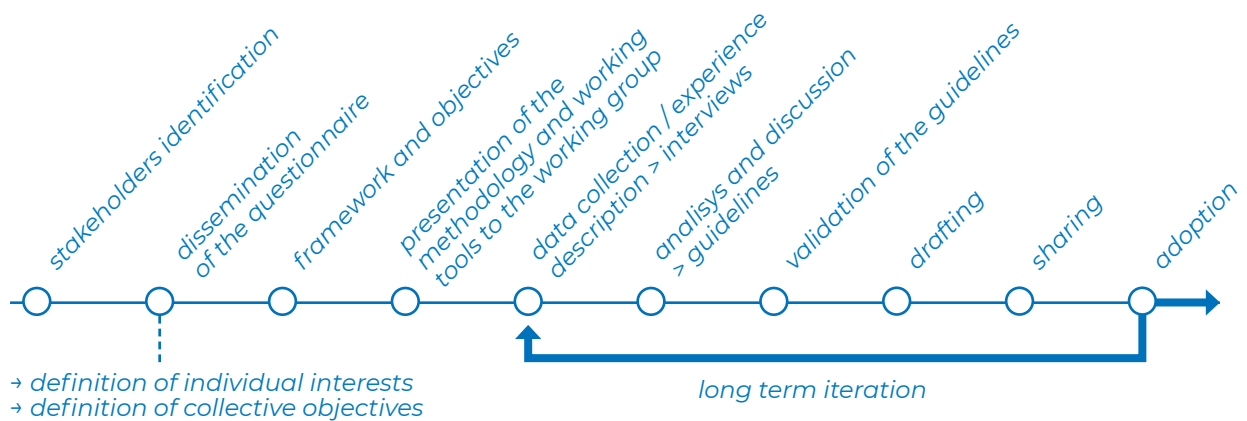 stakeholders identification
dissemination
of the questionnaire
framework and objectives
presentation of the
methodology and working
tools to the working group
data collection / experience
description > interviews
analisys and discussion
> guidelines
validation of the guidelines
drafting
sharing
adoption
→ definition of individual interests
→ definition of collective objectives
long term iteration